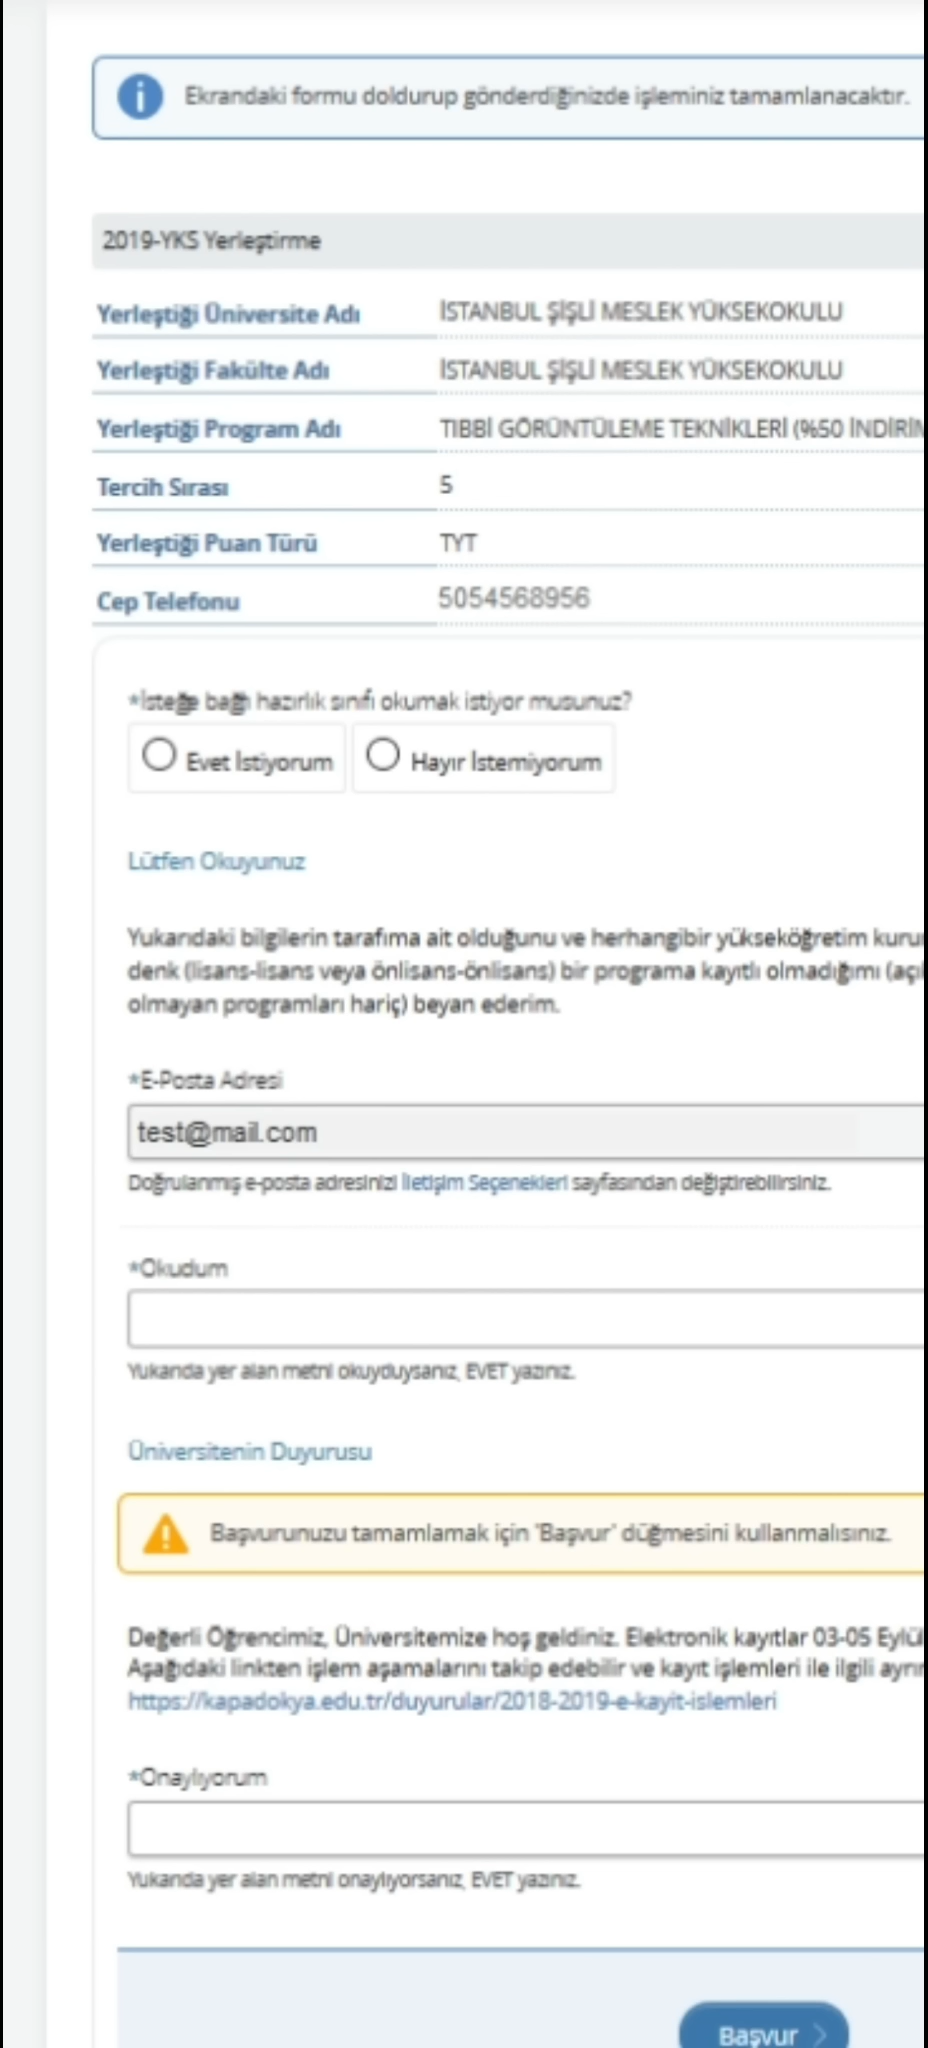 Ekrandaki formu doldurup gönderdiğinizde işleminiz tamamlanacaktır.
2019-YKS Yerleştirme
Yerleştiği Üniversite Adı İSTANBUL ŞİŞLİ MESLEK YÜKSEKOKULU
Yerleştiği Fakülte Adı İSTANBUL ŞİŞLİ MESLEK YÜKSEKOKULU
Yerleştiği Program Adı TIBBİ GÖRÜNTÜLEME TEKNİKLERİ (%50
Tercih Sırası 5
Yerleştiği Puan Türü TYT
Cep Telefonu 5054568956
*İsteğe bağlı hazırlık sınıfı okumak istiyor musunuz?
Evet İstiyorum Hayır İstemiyorum
Lütfen Okuyunuz
Yukarıdaki bilgilerin tarafıma ait olduğunu ve herhangibir yükseköğretim
denk (lisans-lisans veya önlisans-önlisans) bir programa kayıtlı olmadığımı
olmayan programları hariç) beyan ederim.
*E-Posta Adresi
test@mail.com
Doğrulanmış e-posta adresinizi İletişim Seçenekleri sayfasından değiştirebilirsiniz.
*Okudum
Yukarıda yer alan metni okuyduysanız, EVET yazınız.
Üniversitenin Duyurusu
Başvurunuzu tamamlamak için 'Başvur' düğmesini kullanmalısınız.
Değerli Öğrencimiz, Üniversitemize hoş geldiniz. Elektronik kayıtlar 03-05 Eylül
Aşağıdaki linkten işlem aşamalarını takip edebilir ve kayıt işlemleri ile ilgili
https://kapadokya.edu.tr/duyurular/2018-2019-e-kayit-islemleri
*Onaylıyorum
Yukarıda yer alan metni onaylıyorsanız, EVET yazınız.
Başvur